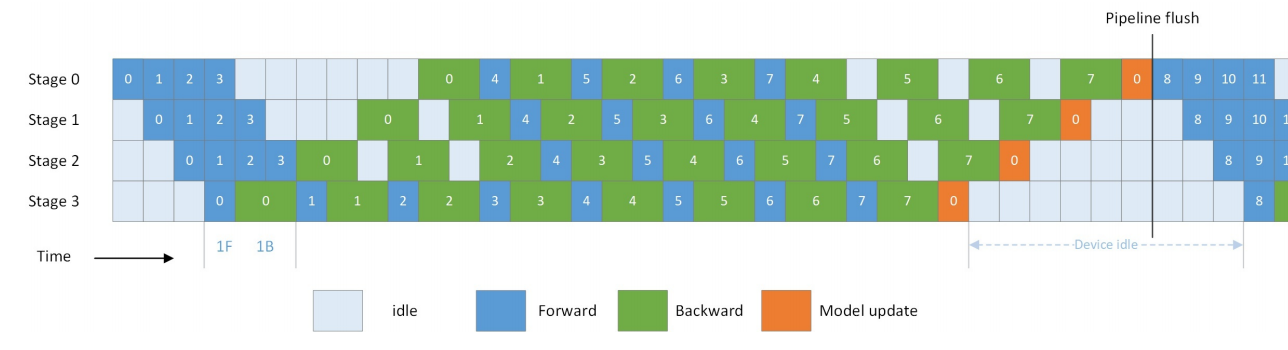 Pipeline flush
Stage 0 0 1 2 3 0 4 1 5 2 6 3 7 4 5 6 7 0 8 9 10 11
Stage 1 0 1 2 3 0 1 4 2 5 3 6 4 7 5 6 7 0 8 9 10 1
Stage 2 0 1 2 3 0 1 2 4 3 5 4 6 5 7 6 7 0 8 9 1
Stage 3 0 0 1 1 2 2 3 3 4 4 5 5 6 6 7 7 0 8
Time 1F 1B Device idle
idle Forward Backward Model update